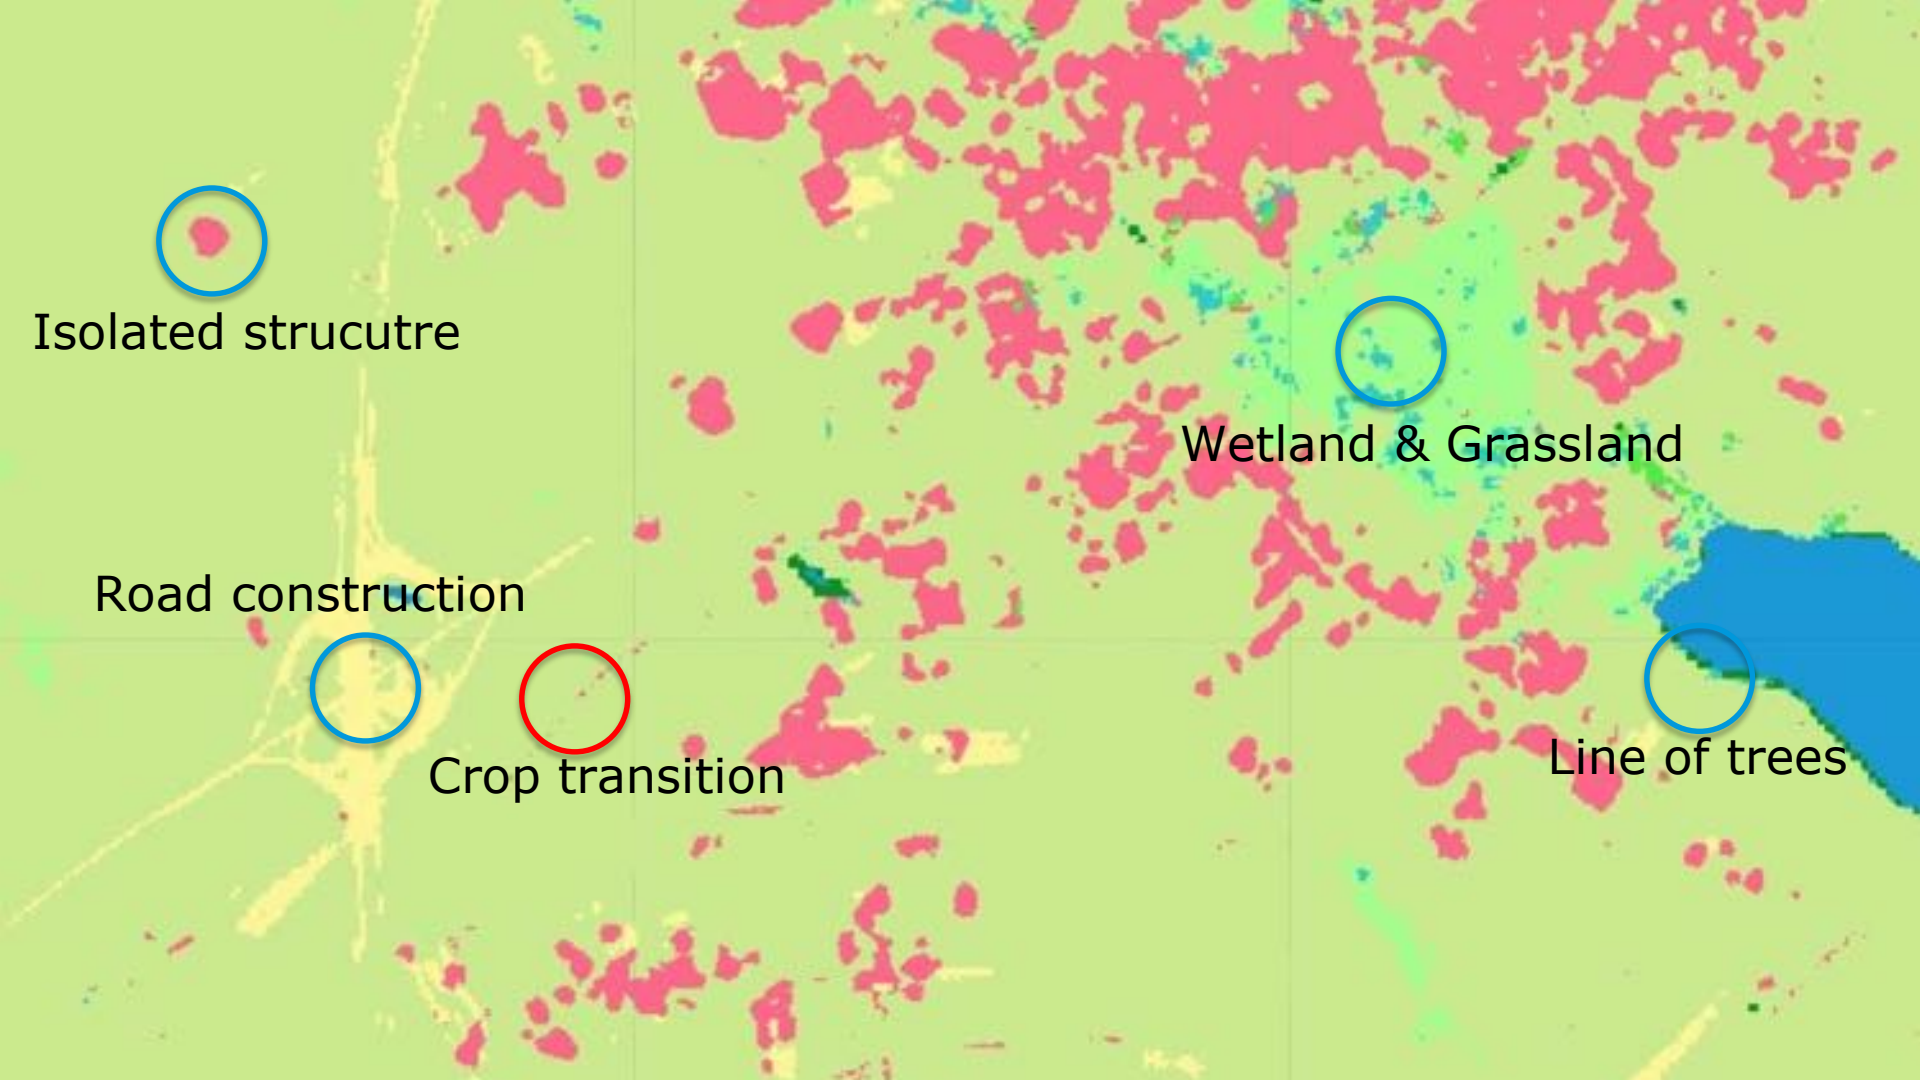 Isolated strucutre
Wetland & Grassland
Road construction
Crop transition
Line of trees